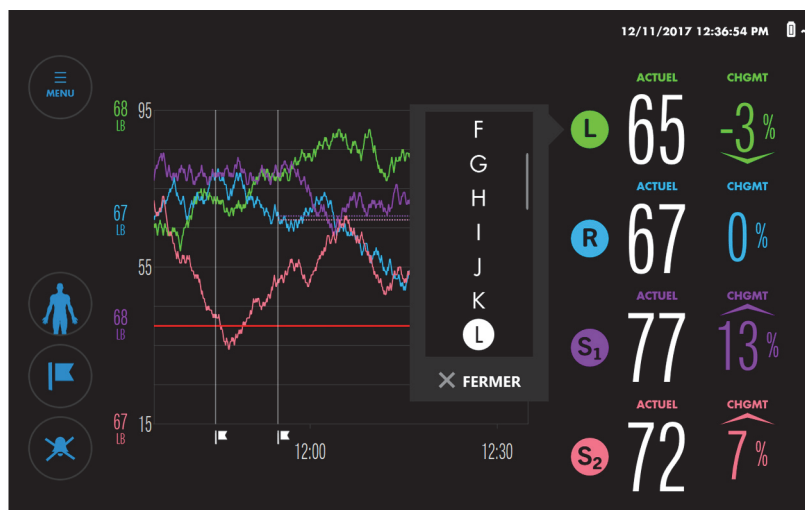 12/11/2017 12:36:54 PM
MENU
68
LB
67
LB
68
LB
67
LB
95
55
15
12:00
12:30
F
G
H
I
J
K
L
FERMER
L
ACTUEL
CHGMT
65
-3 %
R
ACTUEL
CHGMT
67
0 %
S1
ACTUEL
CHGMT
77
13 %
S2
ACTUEL
CHGMT
72
7 %